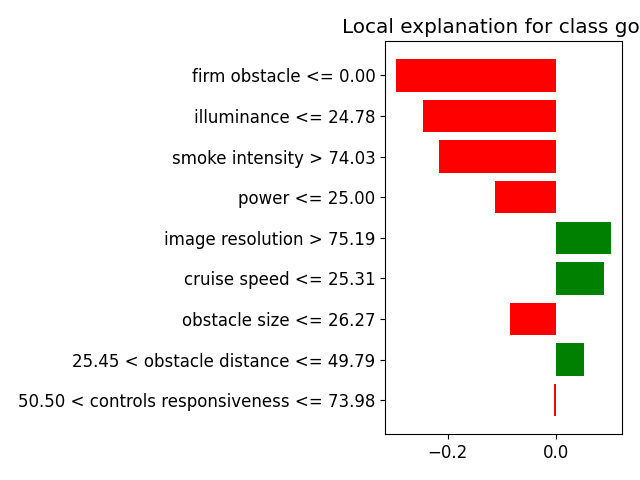 Local explanation for class go
firm obstacle <= 0.00
illuminance <= 24.78
smoke intensity > 74.03
power <= 25.00
image resolution > 75.19
cruise speed <= 25.31
obstacle size <= 26.27
25.45 < obstacle distance <= 49.79
50.50 < controls responsiveness <= 73.98
−0.2 0.0